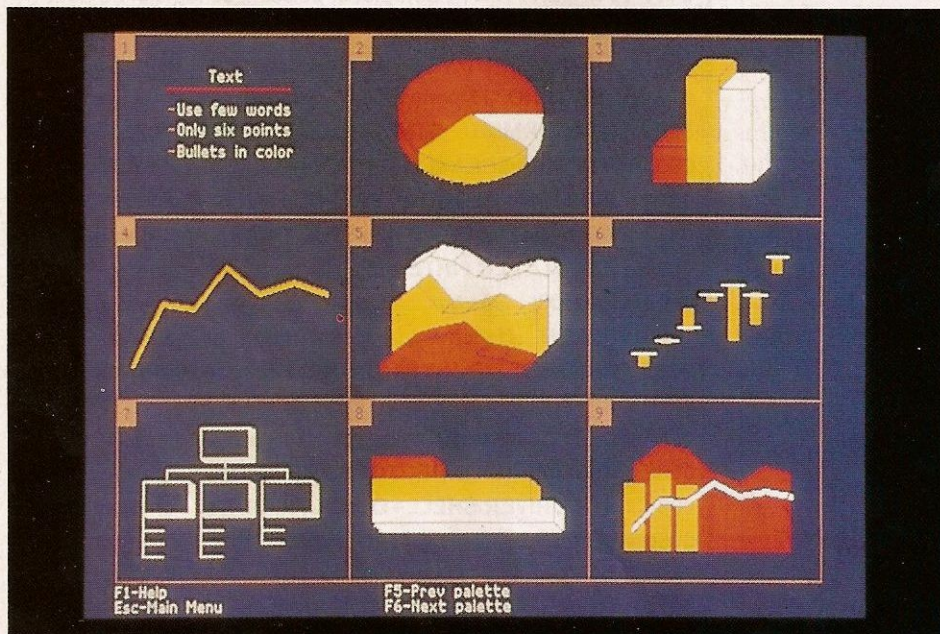 1
Text
-Use few words
-Only six points
-Bullets in color
2
3
4
5
6
7
8
9
F1-Help
Esc-Main Menu
F5-Prev palette
F6-Next palette